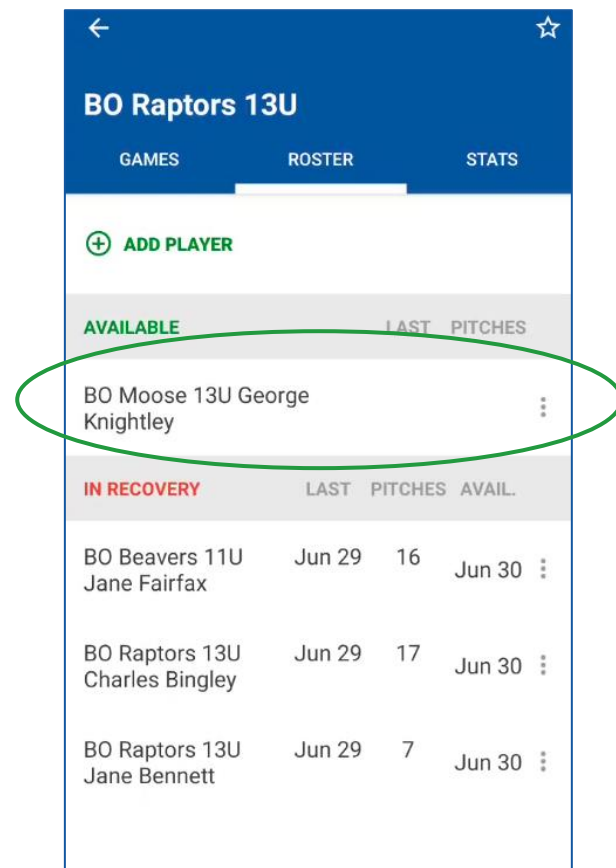 BO Raptors 13U
GAMES ROSTER STATS
ADD PLAYER
AVAILABLE LAST PITCHES
BO Moose 13U George
Knightley
IN RECOVERY LAST PITCHES AVAIL.
BO Beavers 11U Jun 29 16 Jun 30
Jane Fairfax
BO Raptors 13U Jun 29 17 Jun 30
Charles Bingley
BO Raptors 13U Jun 29 7 Jun 30
Jane Bennett